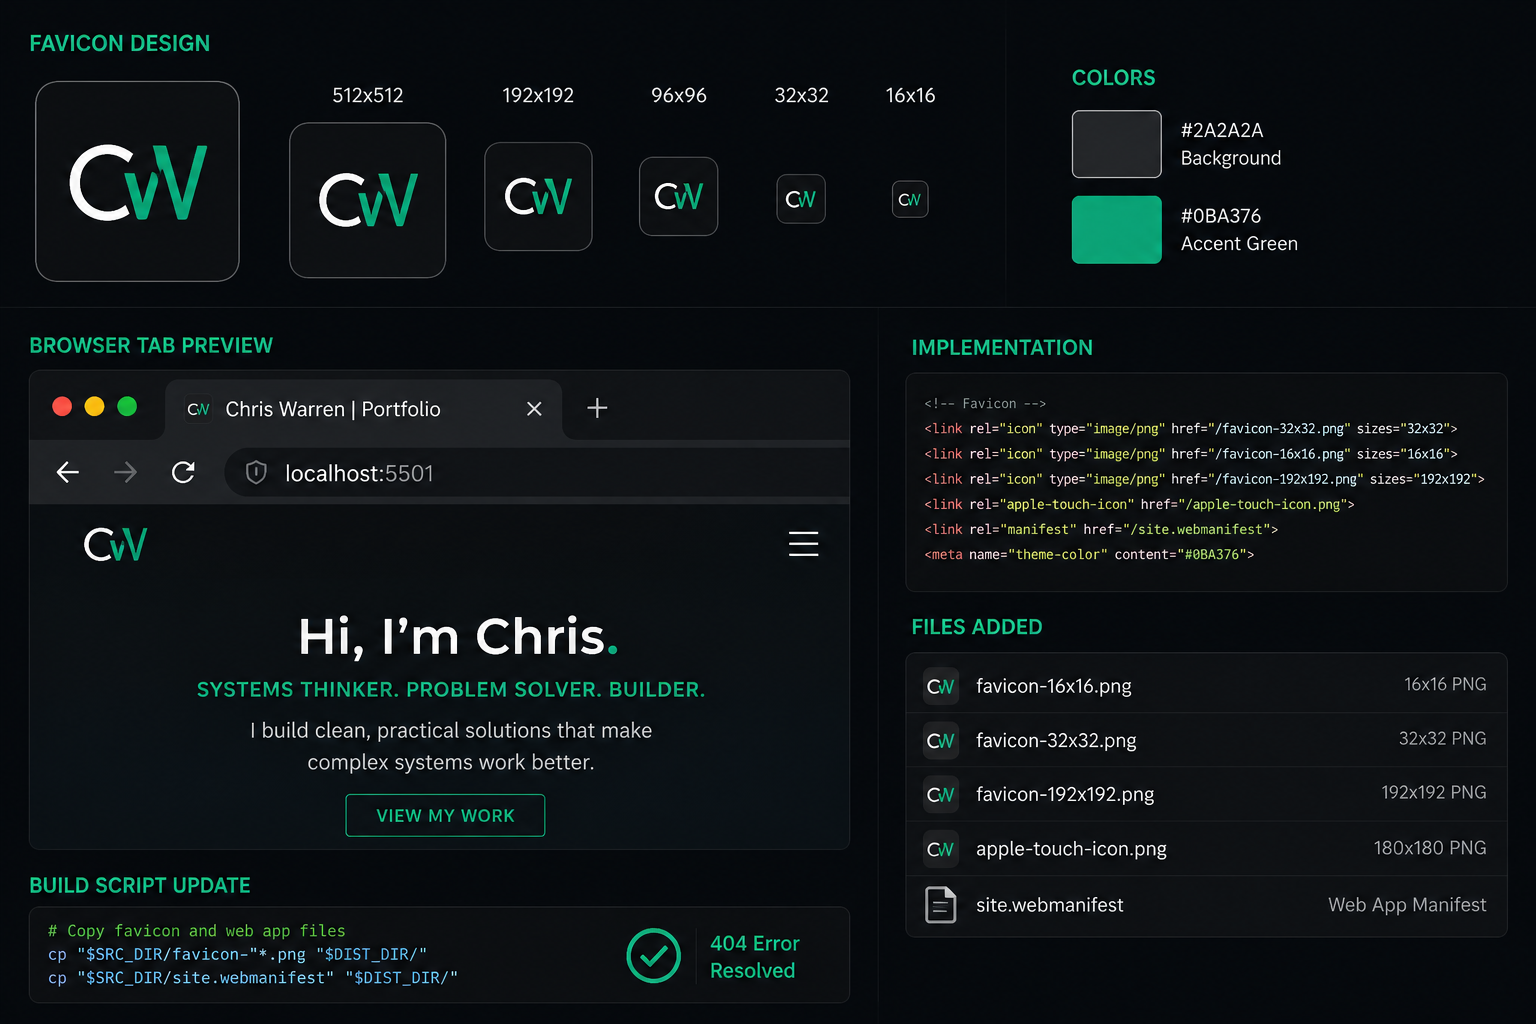 FAVICON DESIGN
CW
512x512
CW
192x192
CW
96x96
CW
32x32
CW
16x16
CW
COLORS
#2A2A2A
Background
#0BA376
Accent Green
BROWSER TAB PREVIEW
CW Chris Warren | Portfolio
localhost:5501
CW
Hi, I'm Chris.
SYSTEMS THINKER. PROBLEM SOLVER. BUILDER.
I build clean, practical solutions that make
complex systems work better.
VIEW MY WORK
BUILD SCRIPT UPDATE
# Copy favicon and web app files
cp "$SRC_DIR/favicon-"*.png "$DIST_DIR/"
cp "$SRC_DIR/site.webmanifest" "$DIST_DIR/"
404 Error
Resolved
IMPLEMENTATION
<!-- Favicon -->
<link rel="icon" type="image/png" href="/favicon-32x32.png" sizes="32x32">
<link rel="icon" type="image/png" href="/favicon-16x16.png" sizes="16x16">
<link rel="icon" type="image/png" href="/favicon-192x192.png" sizes="192x192">
<link rel="apple-touch-icon" href="/apple-touch-icon.png">
<link rel="manifest" href="/site.webmanifest">
<meta name="theme-color" content="#0BA376">
FILES ADDED
CW favicon-16x16.png 16x16 PNG
CW favicon-32x32.png 32x32 PNG
CW favicon-192x192.png 192x192 PNG
CW apple-touch-icon.png 180x180 PNG
site.webmanifest Web App Manifest